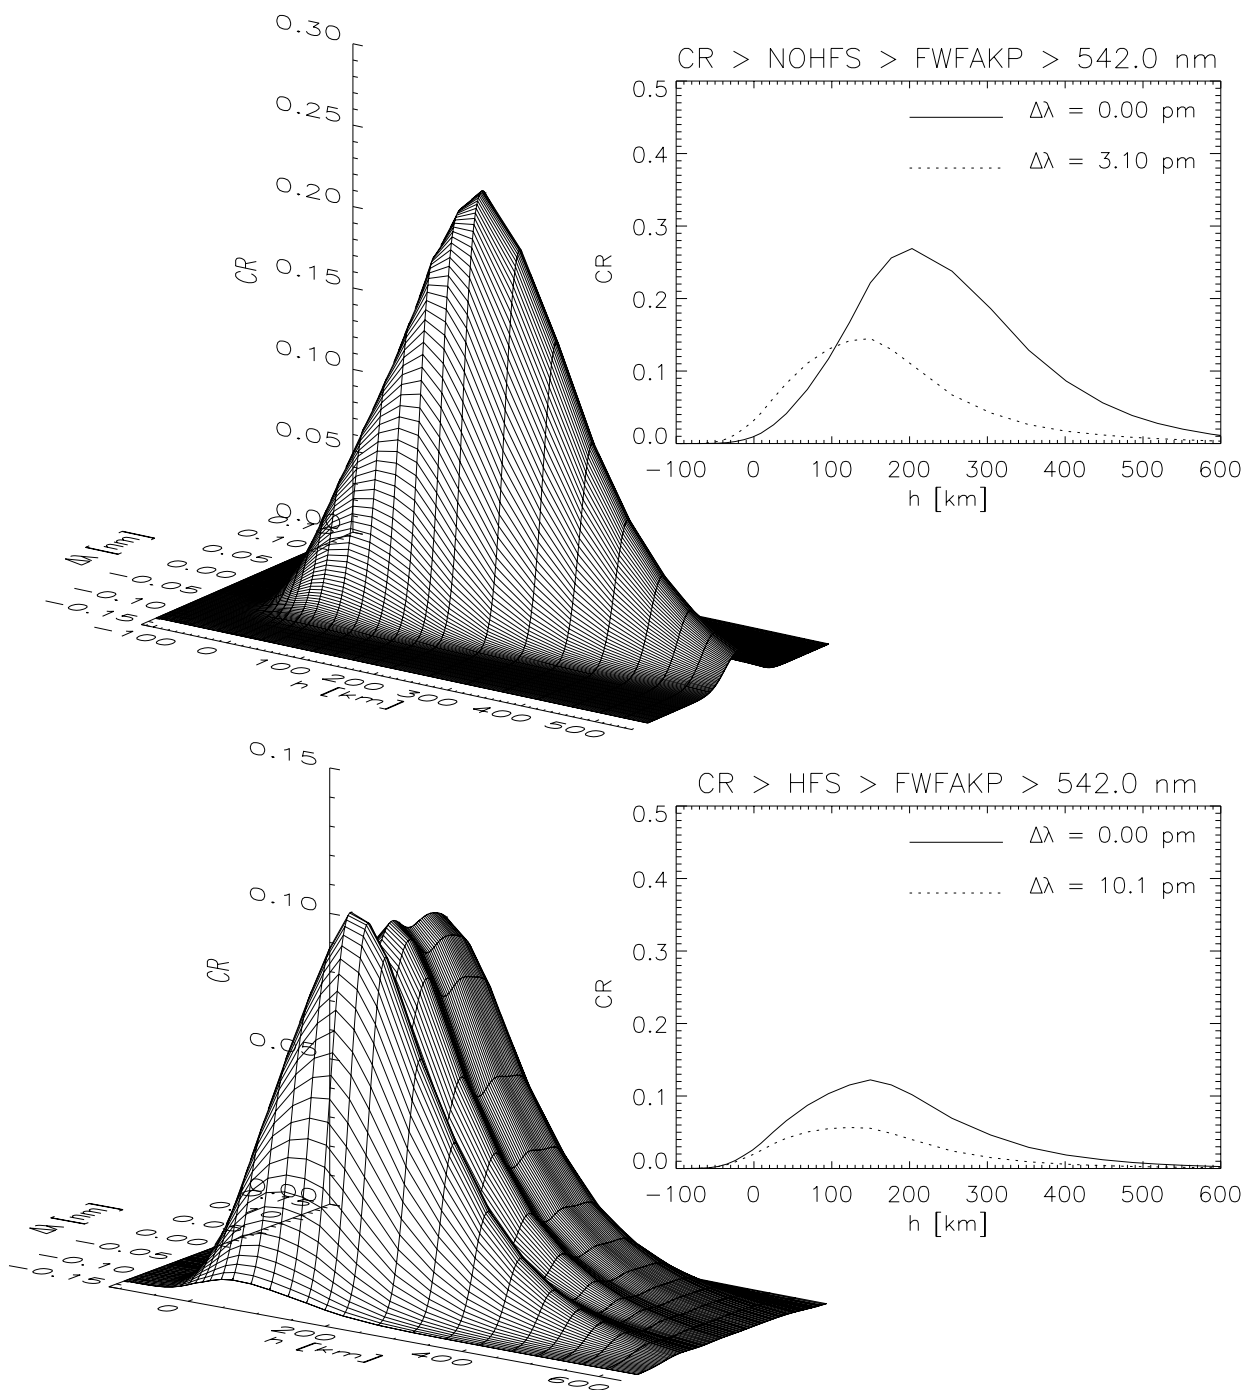 0.30
0.25
0.20
0.15
0.10
0.05
CR
0.10
0.05
0.00
−0.05
−0.10
−0.15
Δλ [nm]
−100 0 100 200 300 400 500
h [km]
CR > NOHFS > FWFAKP > 542.0 nm
Δλ = 0.00 pm
Δλ = 3.10 pm
0.5
0.4
0.3
0.2
0.1
0.0
CR
−100 0 100 200 300 400 500 600
h [km]
0.15
0.10
0.05
0.00
CR
0.00
−0.05
−0.10
−0.15
Δλ [nm]
0 200 400 600
h [km]
CR > HFS > FWFAKP > 542.0 nm
Δλ = 0.00 pm
Δλ = 10.1 pm
0.5
0.4
0.3
0.2
0.1
0.0
CR
−100 0 100 200 300 400 500 600
h [km]